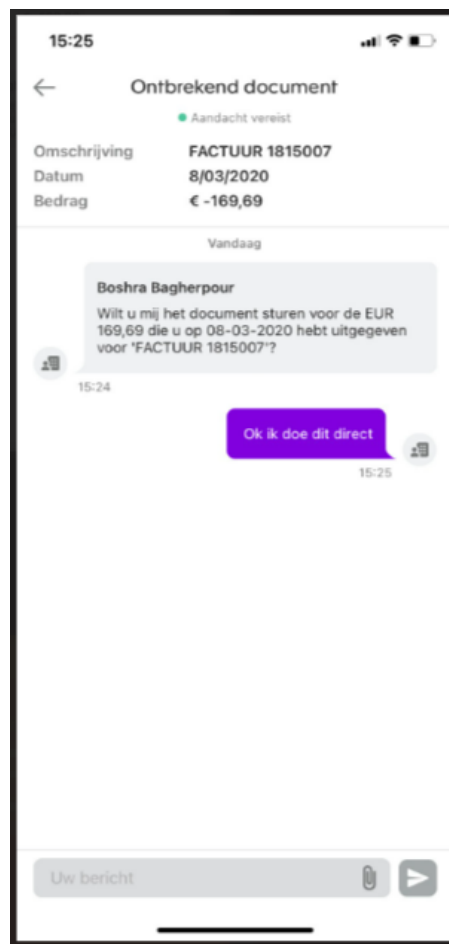 15:25
Ontbrekend document
Aandacht vereist
Omschrijving FACTUUR 1815007
Datum 8/03/2020
Bedrag € -169,69
Vandaag
Boshra Bagherpour
Wilt u mij het document sturen voor de EUR
169,69 die u op 08-03-2020 hebt uitgegeven
voor 'FACTUUR 1815007'?
15:24
Ok ik doe dit direct
15:25
Uw bericht